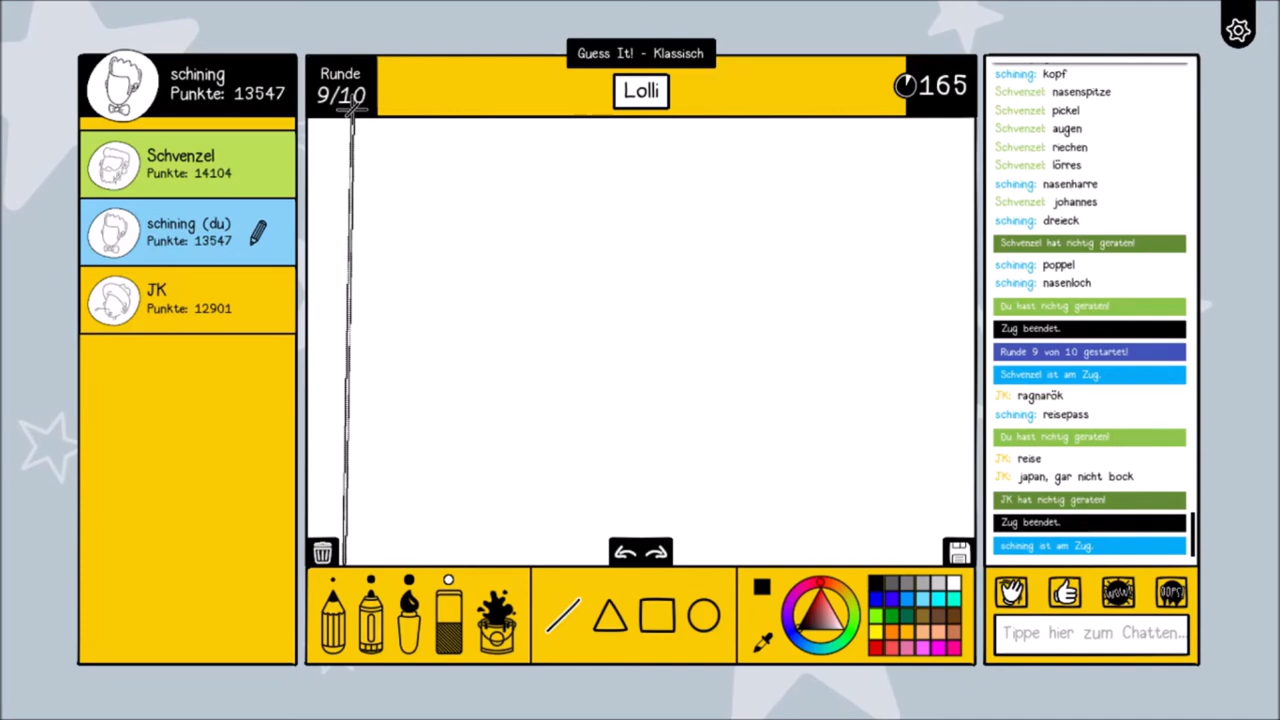 Guess It! - Klassisch
schining
Punkte: 13547
Runde
9/10
Lolli
165
Schvenzel
Punkte: 14104
schining (du)
Punkte: 13547
JK
Punkte: 12901
schining: kopf
Schvenzel: nasenspitze
Schvenzel: pickel
Schvenzel: augen
Schvenzel: riechen
Schvenzel: lörres
schining: nasenharre
Schvenzel: johannes
schining: dreieck
Schvenzel hat richtig geraten!
schining: poppel
schining: nasenloch
Du hast richtig geraten!
Zug beendet.
Runde 9 von 10 gestartet!
Schvenzel ist am Zug.
JK: ragnarök
schining: reisepass
Du hast richtig geraten!
JK: reise
JK: japan, gar nicht bock
JK hat richtig geraten!
Zug beendet.
schining ist am Zug.
WOW!!
OOPS!
Tippe hier zum Chatten...